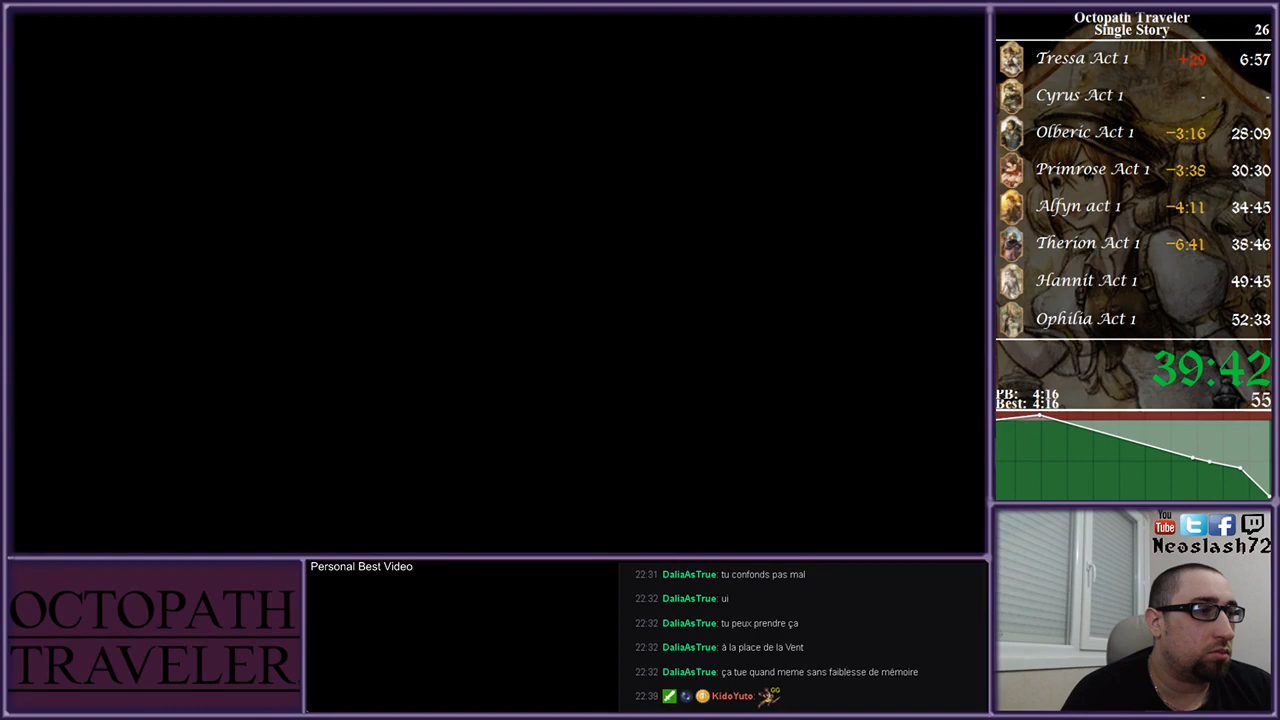 Octopath Traveler
Single Story 26
Tressa Act 1 +20 6:57
Cyrus Act 1 - -
Olberic Act 1 −3:16 28:09
Primrose Act 1 −3:38 30:30
Alfyn act 1 −4:11 34:45
Therion Act 1 −6:41 38:46
Hannit Act 1 49:45
Ophilia Act 1 52:33
39:42
PB: 4:16
Best: 4:16 55
You Tube
Neoslash72
OCTOPATH
TRAVELER
Personal Best Video
22:31 DaliaAsTrue: tu confonds pas mal
22:32 DaliaAsTrue: ui
22:32 DaliaAsTrue: tu peux prendre ça
22:32 DaliaAsTrue: à la place de la Vent
22:32 DaliaAsTrue: ça tue quand meme sans faiblesse de mémoire
22:39 KidoYuto: GG